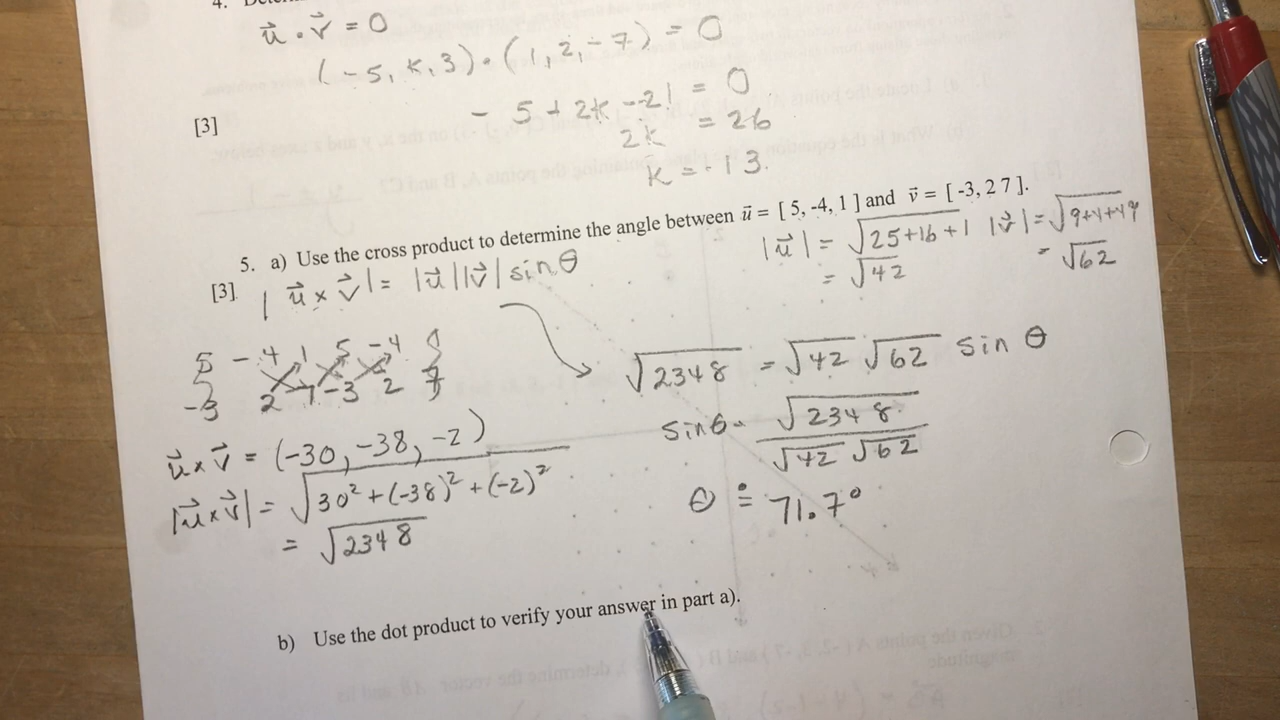 4.
u⃗ • v⃗ = 0
(-5, k, 3) • (1, 2, -7) = 0
- 5 + 2k - 21 = 0
[3]
2k = 26
k = 13.
5. a) Use the cross product to determine the angle between u⃗ = [ 5, -4, 1 ] and v⃗ = [ -3, 2 7 ].
[3] |u⃗ × v⃗| = |u⃗||v⃗| sin θ
|u⃗| = √25+16+1 |v⃗| = √9+4+49
= √42 = √62
5 -4 1 5 -4 1
-3 2 7 -3 2 7
u⃗ × v⃗ = (-30, -38, -2)
|u⃗ × v⃗| = √30² + (-38)² + (-2)²
= √2348
√2348 = √42 √62 sin θ
sin θ = √2348 / √42 √62
θ ≐ 71.7°
b) Use the dot product to verify your answer in part a).